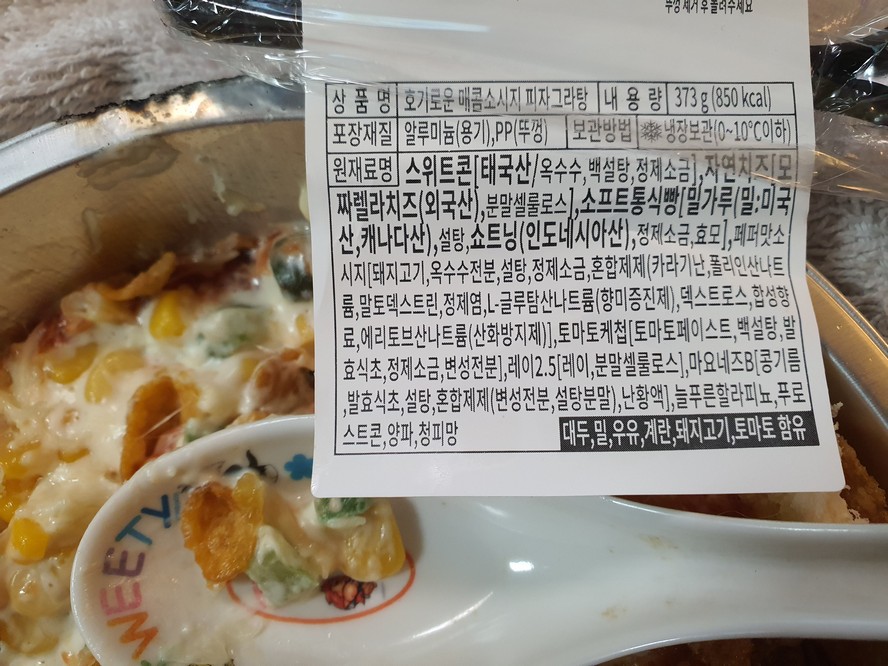 뚜껑 제거 후 돌려주세요
상 품 명 호기로운 매콤소시지 피자그라탕 내 용 량 373 g (850 kcal)
포장재질 알루미늄(용기),PP(뚜껑) 보관방법 냉장보관(0~10℃이하)
원재료명 스위트콘[태국산/옥수수,백설탕,정제소금],자연치즈[모
짜렐라치즈(외국산),분말셀룰로스],소프트통식빵[밀가루(밀:미국
산,캐나다산),설탕,쇼트닝(인도네시아산),정제소금,효모],페퍼맛소
시지[돼지고기,옥수수전분,설탕,정제소금,혼합제제(카라기난,폴리인산나트
륨,말토덱스트린,정제염,L-글루탐산나트륨(향미증진제),덱스트로스,합성향
료,에리토브산나트륨(산화방지제)],토마토케첩[토마토페이스트,백설탕,발
효식초,정제소금,변성전분],레이2.5[레이,분말셀룰로스],마요네즈B[콩기름
,발효식초,설탕,혼합제제(변성전분,설탕분말),난황액],늘푸른할라피뇨,푸로
스트콘,양파,청피망 대두,밀,우유,계란,돼지고기,토마토 함유
SWEETY